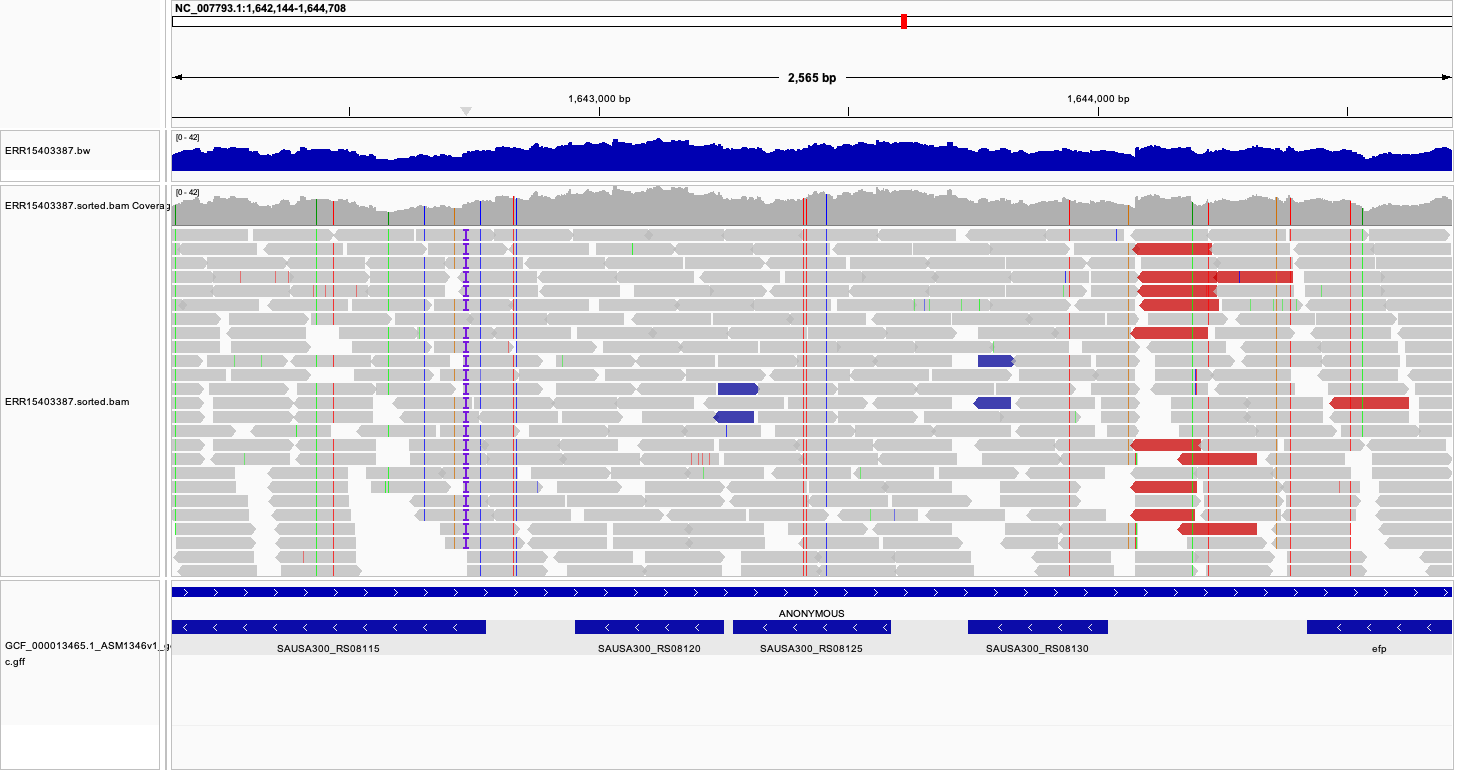 NC_007793.1:1,642,144-1,644,708
2,565 bp
1,643,000 bp
1,644,000 bp
[0 - 42]
ERR15403387.bw
[0 - 42]
ERR15403387.sorted.bam Coverag
ERR15403387.sorted.bam
ANONYMOUS
GCF_000013465.1_ASM1346v1_g
c.gff
SAUSA300_RS08115
SAUSA300_RS08120
SAUSA300_RS08125
SAUSA300_RS08130
efp